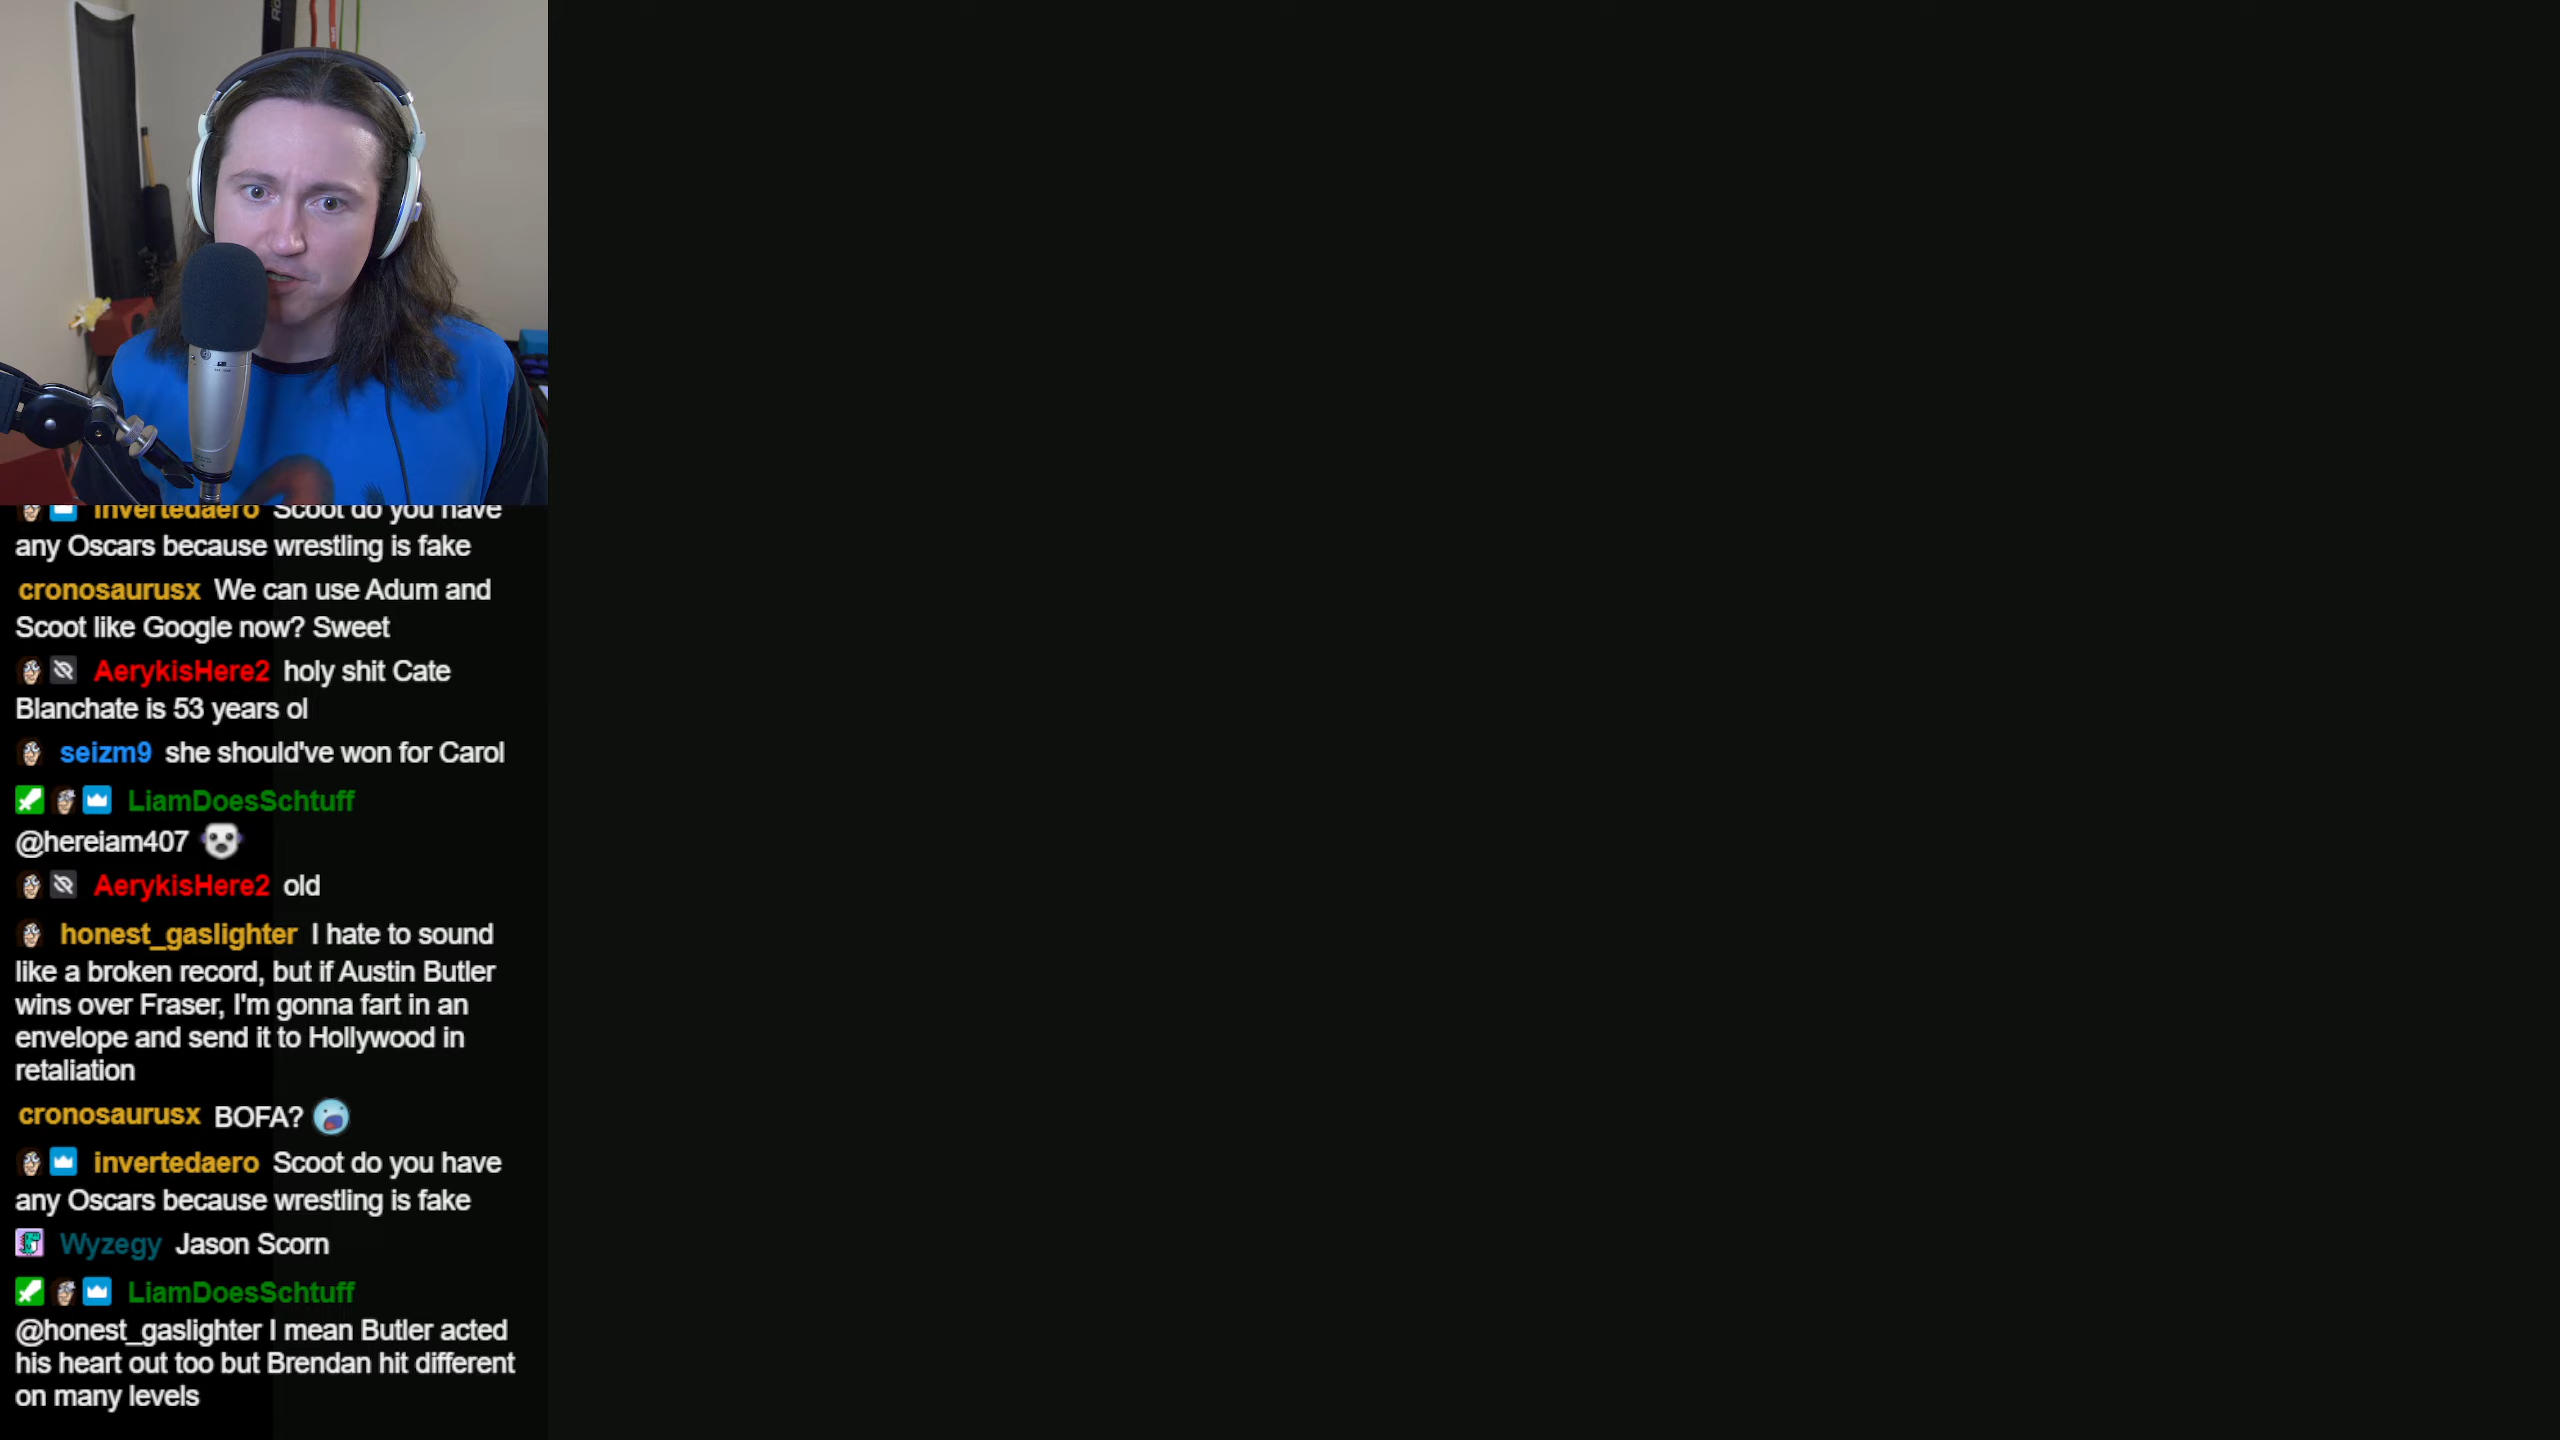 invertedaero Scoot do you have
any Oscars because wrestling is fake
cronosaurusx We can use Adum and
Scoot like Google now? Sweet
AerykisHere2 holy shit Cate
Blanchate is 53 years ol
seizm9 she should've won for Carol
LiamDoesSchtuff
@hereiam407
AerykisHere2 old
honest_gaslighter I hate to sound
like a broken record, but if Austin Butler
wins over Fraser, I'm gonna fart in an
envelope and send it to Hollywood in
retaliation
cronosaurusx BOFA?
invertedaero Scoot do you have
any Oscars because wrestling is fake
Wyzegy Jason Scorn
LiamDoesSchtuff
@honest_gaslighter I mean Butler acted
his heart out too but Brendan hit different
on many levels